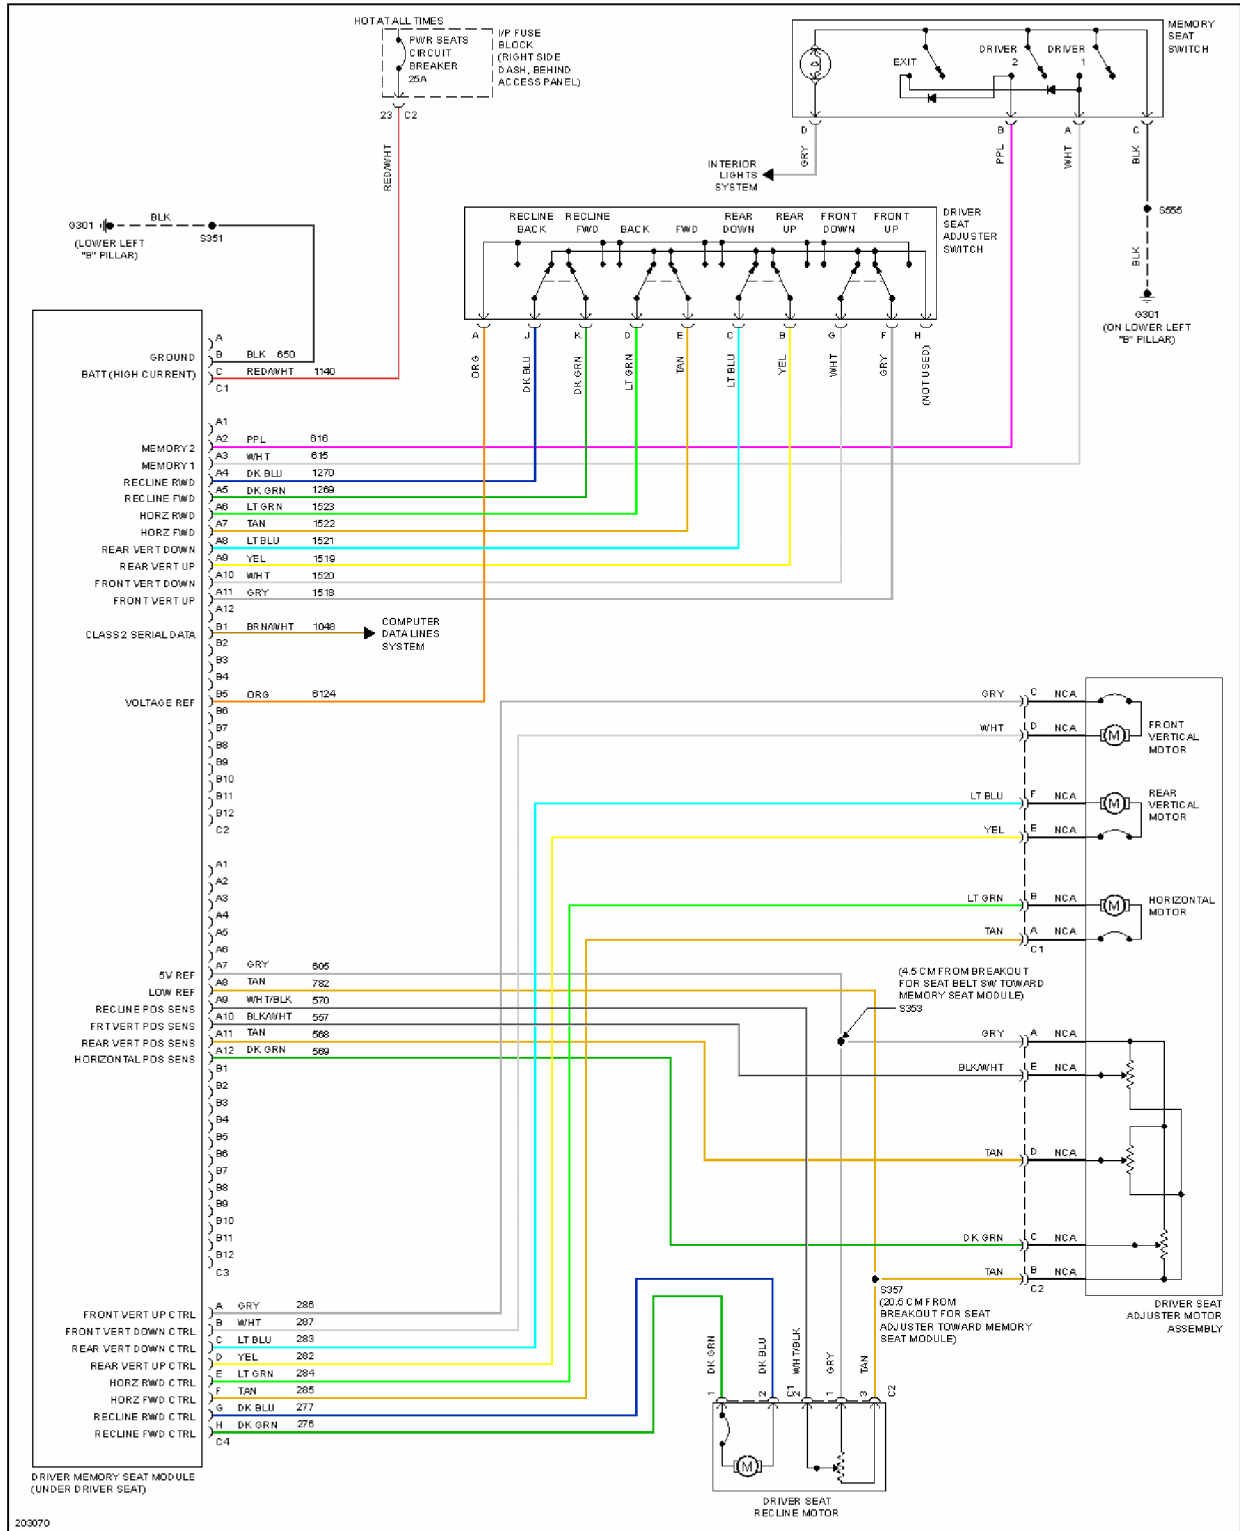 HOT AT ALL TIMES
PWR SEATS
CIRCUIT
BREAKER
25A
I/P FUSE
BLOCK
(RIGHT SIDE
DASH, BEHIND
ACCESS PANEL)
23 C2
RED/WHT
MEMORY
SEAT
SWITCH
EXIT
DRIVER
2
DRIVER
1
D
B
A
C
GRY
PPL
WHT
BLK
INTERIOR
LIGHTS
SYSTEM
S555
BLK
G301
(ON LOWER LEFT
"B" PILLAR)
G301
BLK
S351
(LOWER LEFT
"B" PILLAR)
RECLINE
BACK
RECLINE
FWD
BACK
FWD
REAR
DOWN
REAR
UP
FRONT
DOWN
FRONT
UP
DRIVER
SEAT
ADJUSTER
SWITCH
A J K D E C B G F H
ORG
DK BLU
DK GRN
LT GRN
TAN
LT BLU
YEL
WHT
GRY
(NOT USED)
A
GROUND B BLK 650
BATT (HIGH CURRENT) C RED/WHT 1140
C1
A1
MEMORY 2 A2 PPL 616
MEMORY 1 A3 WHT 615
RECLINE RWD A4 DK BLU 1270
RECLINE FWD A5 DK GRN 1269
HORZ RWD A6 LT GRN 1523
HORZ FWD A7 TAN 1522
REAR VERT DOWN A8 LT BLU 1521
REAR VERT UP A9 YEL 1519
FRONT VERT DOWN A10 WHT 1520
FRONT VERT UP A11 GRY 1518
A12
CLASS 2 SERIAL DATA B1 BRN/WHT 1048
COMPUTER
DATA LINES
SYSTEM
B2
B3
B4
VOLTAGE REF B5 ORG 6124
B6
B7
B8
B9
B10
B11
B12
C2
A1
A2
A3
A4
A5
A6
5V REF A7 GRY 605
LOW REF A8 TAN 782
RECLINE POS SENS A9 WHT/BLK 570
FRT VERT POS SENS A10 BLK/WHT 557
REAR VERT POS SENS A11 TAN 568
HORIZONTAL POS SENS A12 DK GRN 569
B1
B2
B3
B4
B5
B6
B7
B8
B9
B10
B11
B12
C3
FRONT VERT UP CTRL A GRY 286
FRONT VERT DOWN CTRL B WHT 287
REAR VERT DOWN CTRL C LT BLU 283
REAR VERT UP CTRL D YEL 282
HORZ RWD CTRL E LT GRN 284
HORZ FWD CTRL F TAN 285
RECLINE RWD CTRL G DK BLU 277
RECLINE FWD CTRL H DK GRN 276
C4
DRIVER MEMORY SEAT MODULE
(UNDER DRIVER SEAT)
GRY C NCA
WHT D NCA
FRONT
VERTICAL
MOTOR
M
LT BLU F NCA
YEL E NCA
REAR
VERTICAL
MOTOR
M
LT GRN B NCA
TAN A NCA
C1
HORIZONTAL
MOTOR
M
(4.5 CM FROM BREAKOUT
FOR SEAT BELT SW TOWARD
MEMORY SEAT MODULE)
S353
GRY A NCA
BLK/WHT E NCA
TAN D NCA
DK GRN C NCA
TAN B NCA
C2
S357
(20.5 CM FROM
BREAKOUT FOR SEAT
ADJUSTER TOWARD MEMORY
SEAT MODULE)
DRIVER SEAT
ADJUSTER MOTOR
ASSEMBLY
DK GRN
DK BLU
WHT/BLK
GRY
TAN
1 2 C1 2 1 3 C2
M
DRIVER SEAT
RECLINE MOTOR
203070